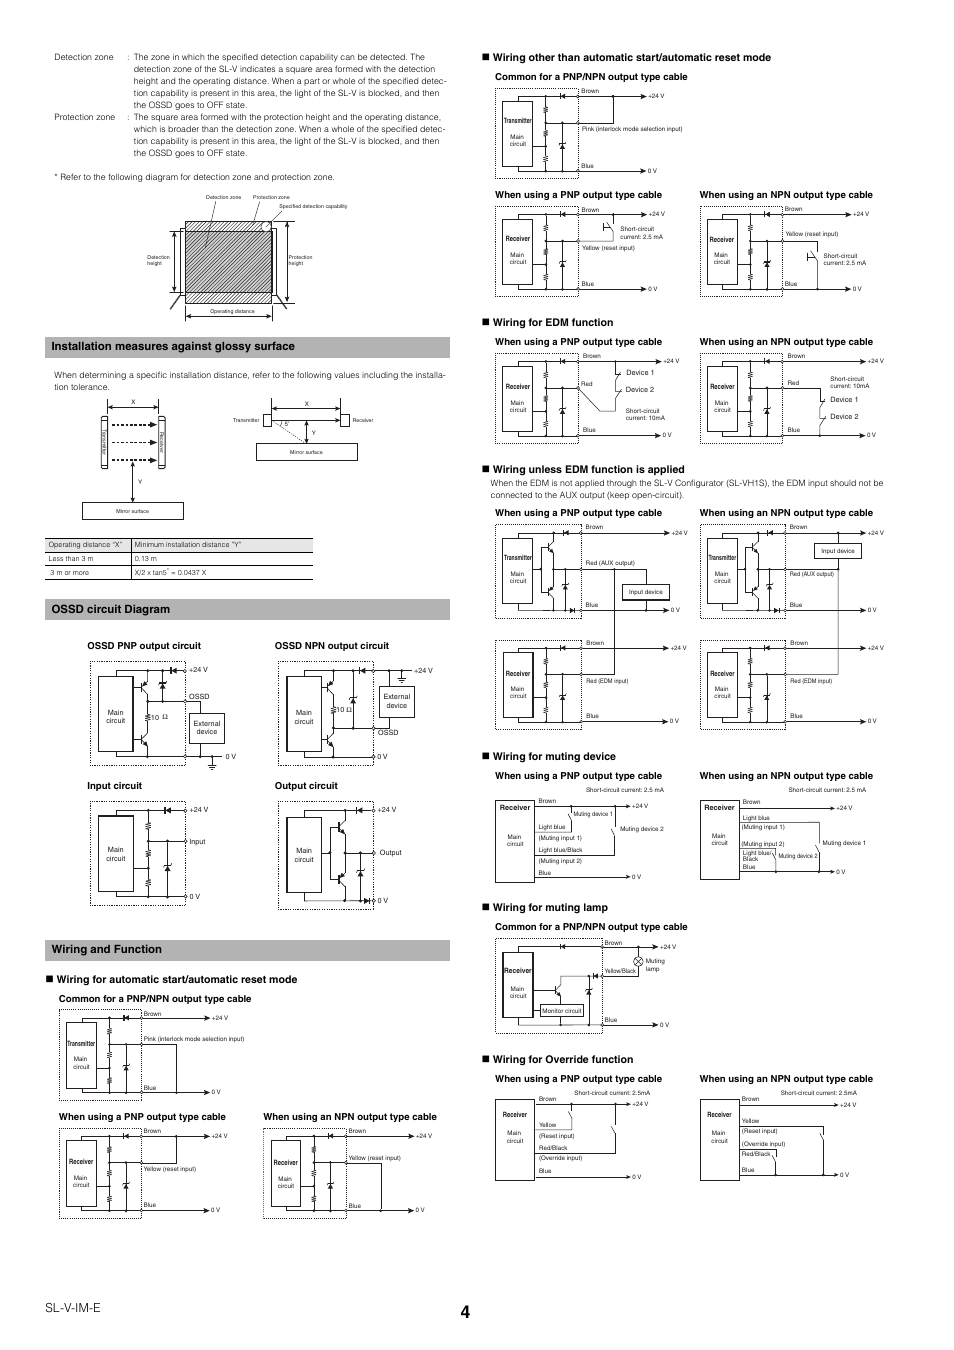 Detection zone : The zone in which the specified detection capability can be detected. The
detection zone of the SL-V indicates a square area formed with the detection
height and the operating distance. When a part or whole of the specified detec-
tion capability is present in this area, the light of the SL-V is blocked, and then
the OSSD goes to OFF state.
Protection zone : The square area formed with the protection height and the operating distance,
which is broader than the detection zone. When a whole of the specified detec-
tion capability is present in this area, the light of the SL-V is blocked, and then
the OSSD goes to OFF state.
* Refer to the following diagram for detection zone and protection zone.
Detection zone Protection zone
Specified detection capability
Detection
height
Protection
height
Operating distance
Installation measures against glossy surface
When determining a specific installation distance, refer to the following values including the installa-
tion tolerance.
X
Transmitter
Receiver
Y
Mirror surface
X
Transmitter
Receiver
5°
Y
Mirror surface
Operating distance "X" Minimum installation distance "Y"
Less than 3 m 0.13 m
3 m or more X/2 x tan5° = 0.0437 X
OSSD circuit Diagram
OSSD PNP output circuit
+24 V
OSSD
Main
circuit
10 Ω
External
device
0 V
OSSD NPN output circuit
+24 V
External
device
Main
circuit
10 Ω
OSSD
0 V
Input circuit
+24 V
Input
Main
circuit
0 V
Output circuit
+24 V
Output
Main
circuit
0 V
Wiring and Function
■ Wiring for automatic start/automatic reset mode
Common for a PNP/NPN output type cable
Brown
+24 V
Pink (interlock mode selection input)
Transmitter
Main
circuit
Blue
0 V
When using a PNP output type cable
Brown
+24 V
Receiver
Yellow (reset input)
Main
circuit
Blue
0 V
When using an NPN output type cable
Brown
+24 V
Yellow (reset input)
Receiver
Main
circuit
Blue
0 V
■ Wiring other than automatic start/automatic reset mode
Common for a PNP/NPN output type cable
Brown
+24 V
Transmitter
Pink (interlock mode selection input)
Main
circuit
Blue
0 V
When using a PNP output type cable
Brown
+24 V
Short-circuit
current: 2.5 mA
Receiver
Yellow (reset input)
Main
circuit
Blue
0 V
When using an NPN output type cable
Brown
+24 V
Yellow (reset input)
Receiver
Main
circuit
Short-circuit
current: 2.5 mA
Blue
0 V
■ Wiring for EDM function
When using a PNP output type cable
Brown
+24 V
Device 1
Red
Receiver
Device 2
Main
circuit
Short-circuit
current: 10mA
Blue
0 V
When using an NPN output type cable
Brown
+24 V
Red
Short-circuit
current: 10mA
Receiver
Device 1
Main
circuit
Device 2
Blue
0 V
■ Wiring unless EDM function is applied
When the EDM is not applied through the SL-V Configurator (SL-VH1S), the EDM input should not be
connected to the AUX output (keep open-circuit).
When using a PNP output type cable
Brown
+24 V
Transmitter
Red (AUX output)
Main
circuit
Input device
Blue
0 V
Brown
+24 V
Receiver
Red (EDM input)
Main
circuit
Blue
0 V
When using an NPN output type cable
Brown
+24 V
Input device
Transmitter
Red (AUX output)
Main
circuit
Blue
0 V
Brown
+24 V
Receiver
Red (EDM input)
Main
circuit
Blue
0 V
■ Wiring for muting device
When using a PNP output type cable
Short-circuit current: 2.5 mA
Brown
+24 V
Receiver
Muting device 1
Light blue
Muting device 2
(Muting input 1)
Main
circuit
Light blue/Black
(Muting input 2)
Blue
0 V
When using an NPN output type cable
Short-circuit current: 2.5 mA
Brown
+24 V
Receiver
Light blue
(Muting input 1)
Main
circuit
(Muting input 2)
Muting device 1
Light blue/
Black
Muting device 2
Blue
0 V
■ Wiring for muting lamp
Common for a PNP/NPN output type cable
Brown
+24 V
Muting
lamp
Receiver
Yellow/Black
Main
circuit
Monitor circuit
Blue
0 V
■ Wiring for Override function
When using a PNP output type cable
Short-circuit current: 2.5mA
Brown
+24 V
Receiver
Yellow
(Reset input)
Main
circuit
Red/Black
(Override input)
Blue
0 V
When using an NPN output type cable
Short-circuit current: 2.5mA
Brown
+24 V
Receiver
Yellow
(Reset input)
Main
circuit
(Override input)
Red/Black
Blue
0 V
SL-V-IM-E
4